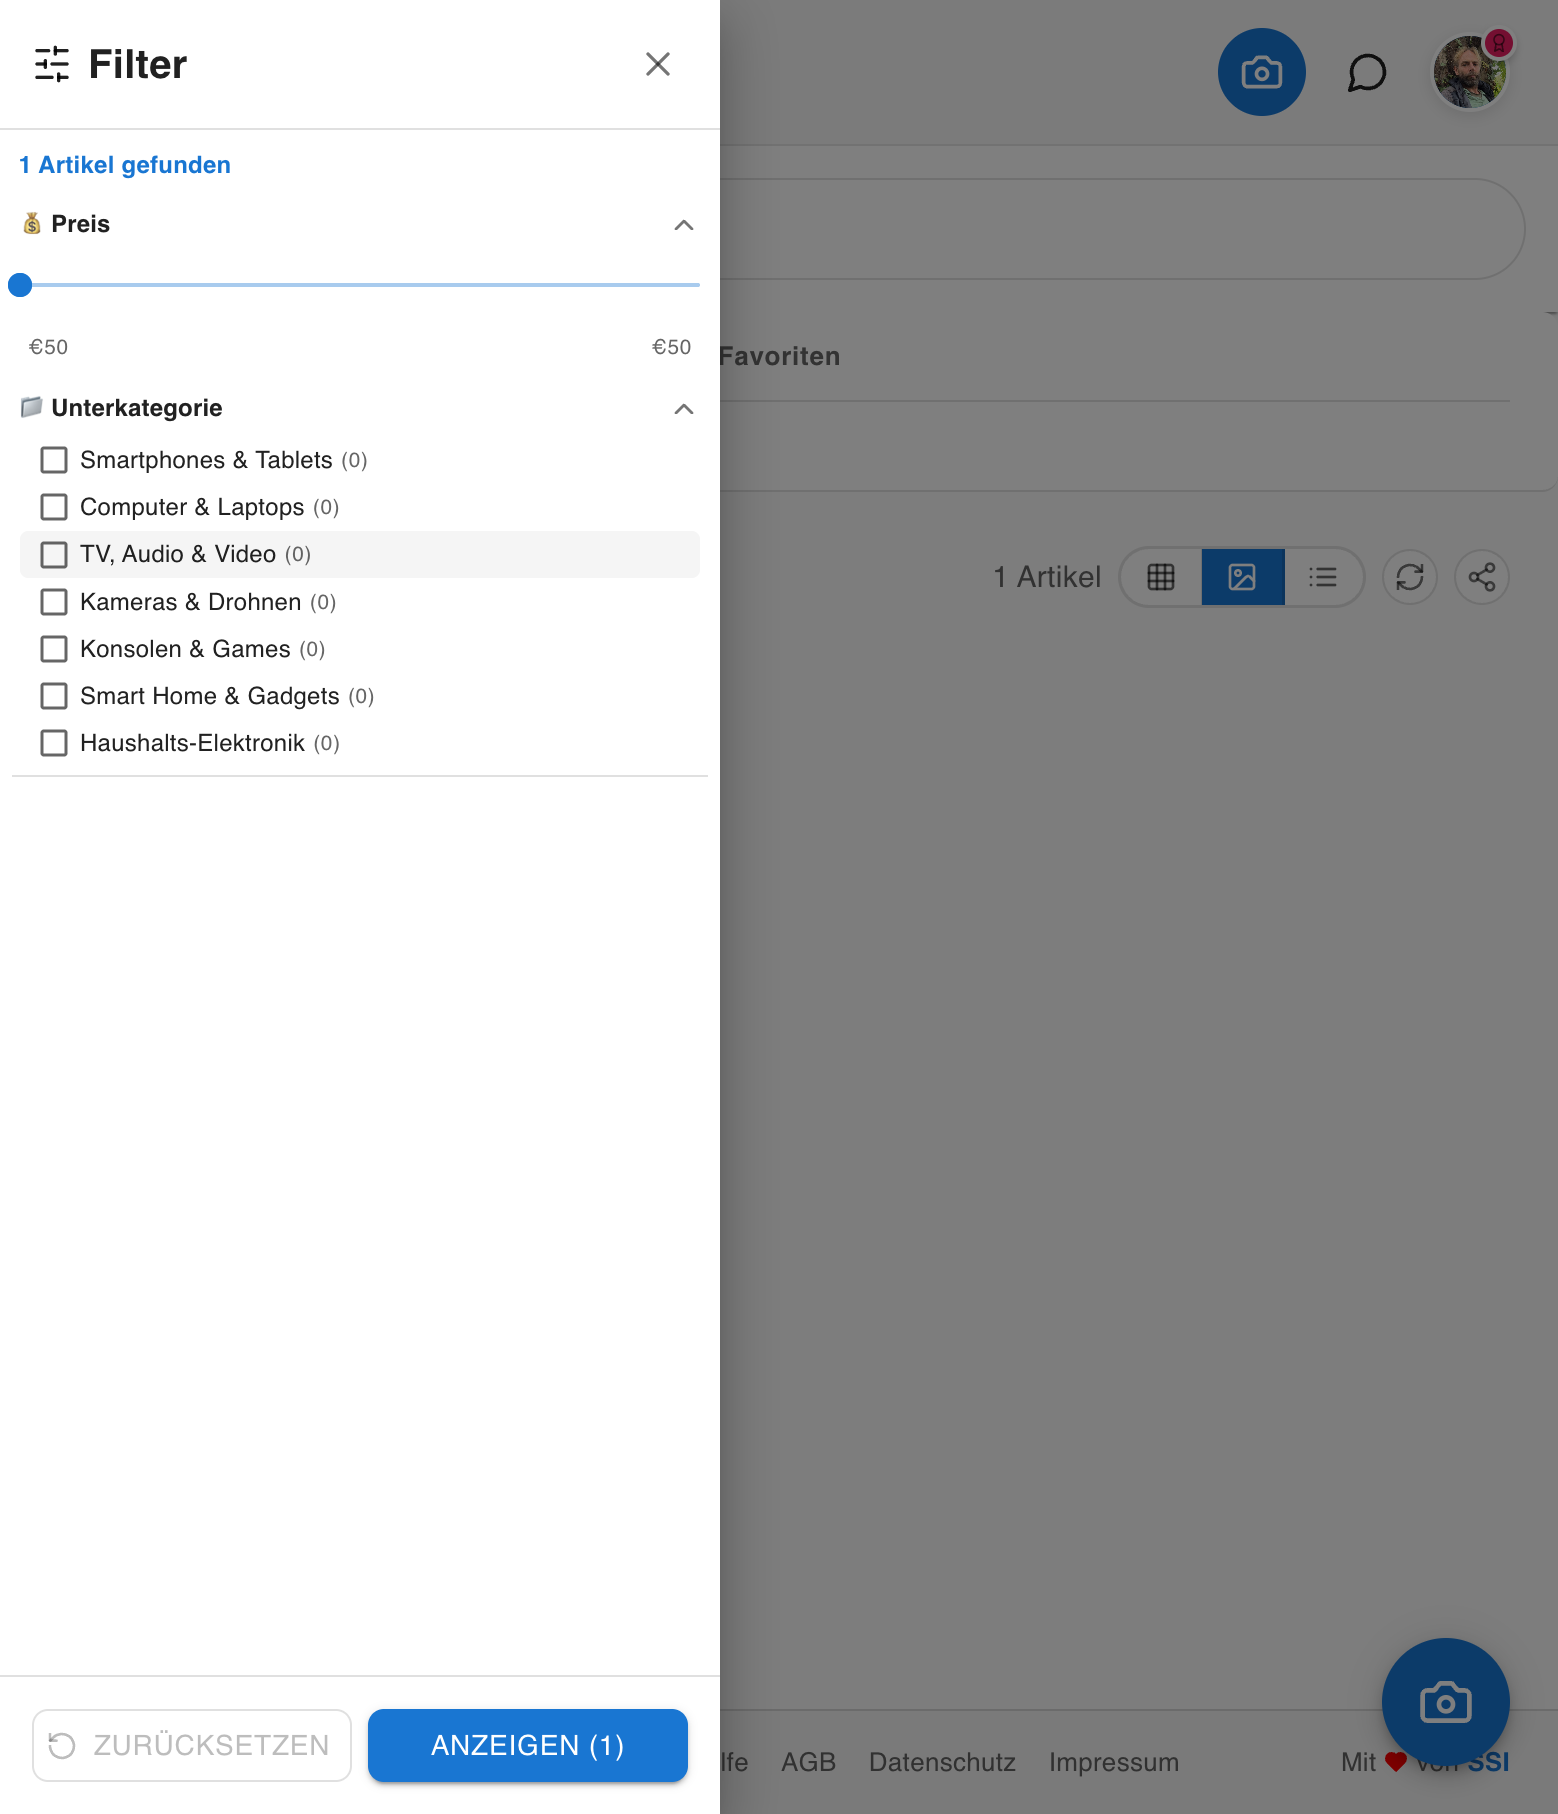 Filter
1 Artikel gefunden
Preis
€50 €50
Favoriten
Unterkategorie
Smartphones & Tablets (0)
Computer & Laptops (0)
TV, Audio & Video (0)
1 Artikel
Kameras & Drohnen (0)
Konsolen & Games (0)
Smart Home & Gadgets (0)
Haushalts-Elektronik (0)
ZURÜCKSETZEN ANZEIGEN (1)
lfe AGB Datenschutz Impressum Mit ❤ von SSI